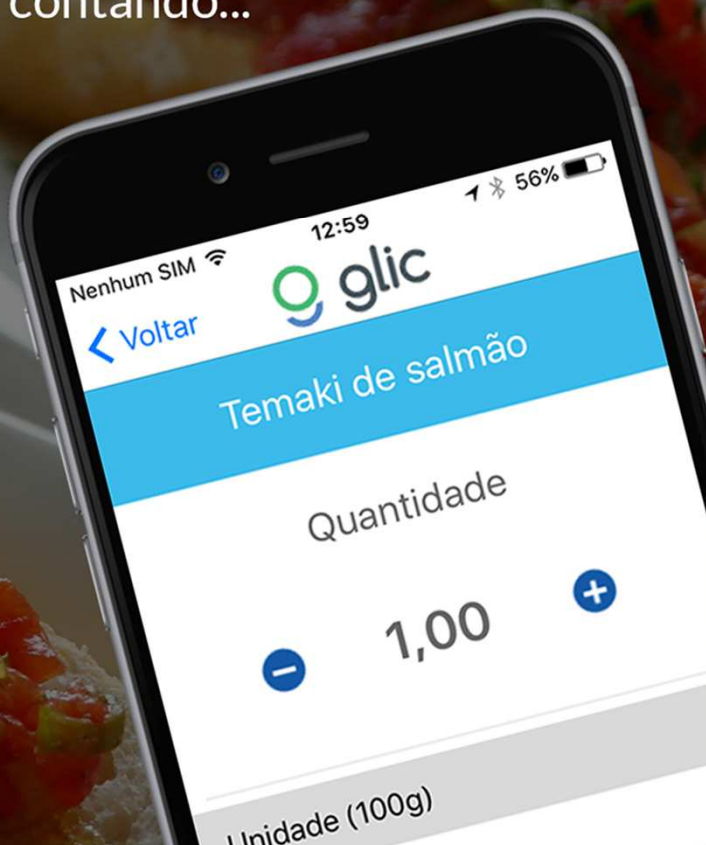 contando...
Nenhum SIM 12:59 56%
Voltar glic
Temaki de salmão
Quantidade
1,00
Unidade (100g)